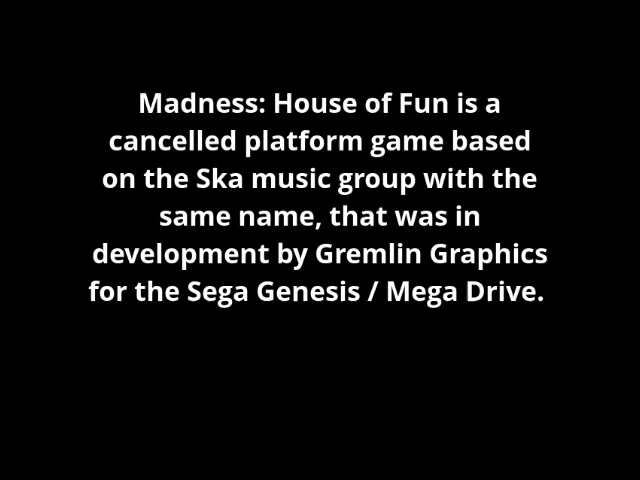 Madness: House of Fun is a
cancelled platform game based
on the Ska music group with the
same name, that was in
development by Gremlin Graphics
for the Sega Genesis / Mega Drive.